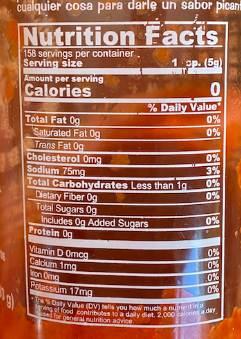 cualquier cosa para darle un sabor pican
Nutrition Facts
158 servings per container
Serving size 1 sp. (5g)
Amount per serving
Calories 0
% Daily Value*
Total Fat 0g 0%
Saturated Fat 0g 0%
Trans Fat 0g
Cholesterol 0mg 0%
Sodium 75mg 3%
Total Carbohydrates Less than 1g 0%
Dietary Fiber 0g 0%
Total Sugars 0g
Includes 0g Added Sugars 0%
Protein 0g
Vitamin D 0mcg 0%
Calcium 1mg 0%
Iron 0mg 0%
Potassium 17mg 0%
* The % Daily Value (DV) tells you how much a nutrient in a
serving of food contributes to a daily diet. 2,000 calories a day
used for general nutrition advice.